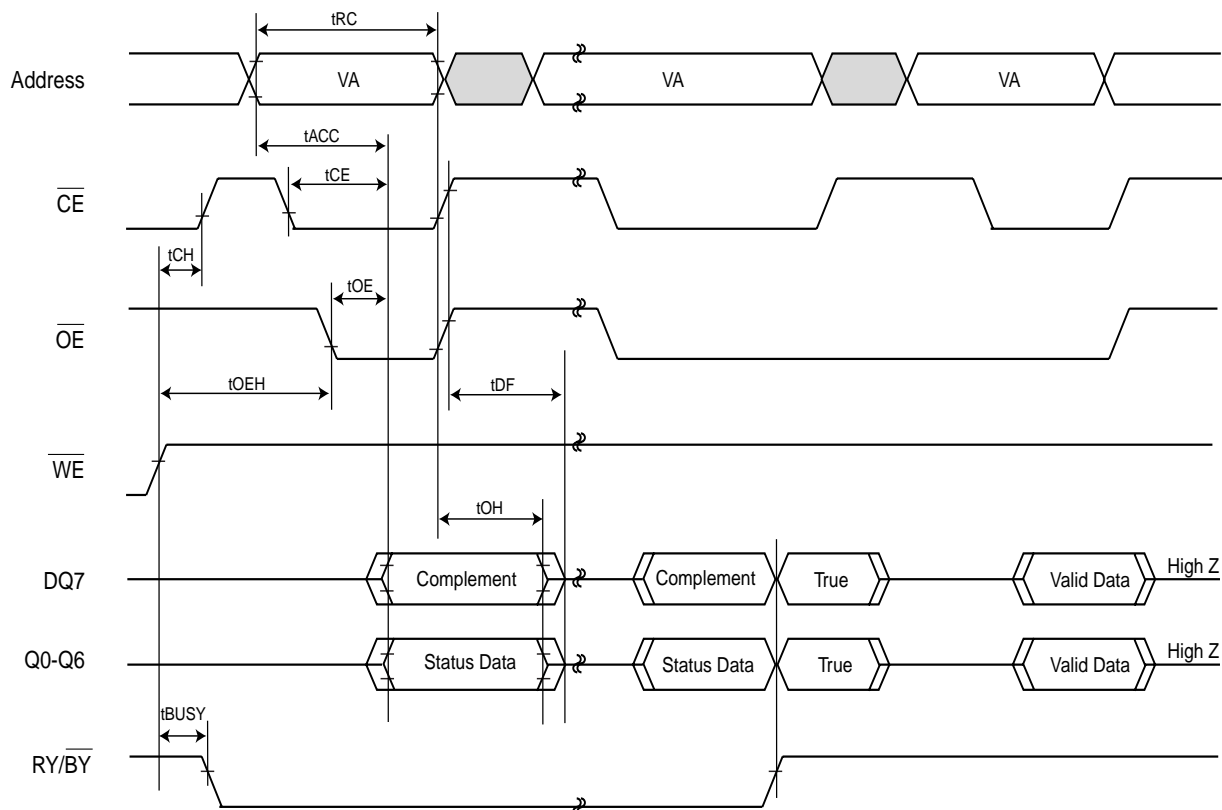 tRC
Address VA VA VA
tACC
tCE
CE
tCH
tOE
OE
tOEH
tDF
WE
tOH
DQ7 Complement Complement True Valid Data High Z
Q0-Q6 Status Data Status Data True Valid Data High Z
tBUSY
RY/BY